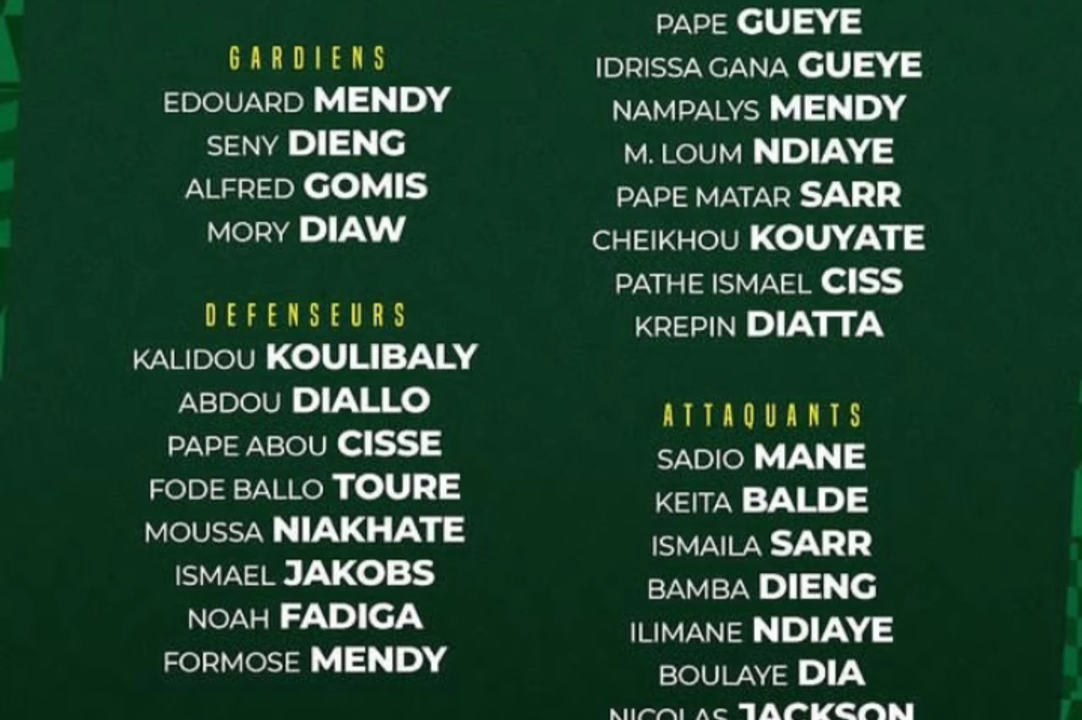 GARDIENS
EDOUARD MENDY
SENY DIENG
ALFRED GOMIS
MORY DIAW
DEFENSEURS
KALIDOU KOULIBALY
ABDOU DIALLO
PAPE ABOU CISSE
FODE BALLO TOURE
MOUSSA NIAKHATE
ISMAEL JAKOBS
NOAH FADIGA
FORMOSE MENDY
PAPE GUEYE
IDRISSA GANA GUEYE
NAMPALYS MENDY
M. LOUM NDIAYE
PAPE MATAR SARR
CHEIKHOU KOUYATE
PATHE ISMAEL CISS
KREPIN DIATTA
ATTAQUANTS
SADIO MANE
KEITA BALDE
ISMAILA SARR
BAMBA DIENG
ILIMANE NDIAYE
BOULAYE DIA
NICOLAS JACKSON